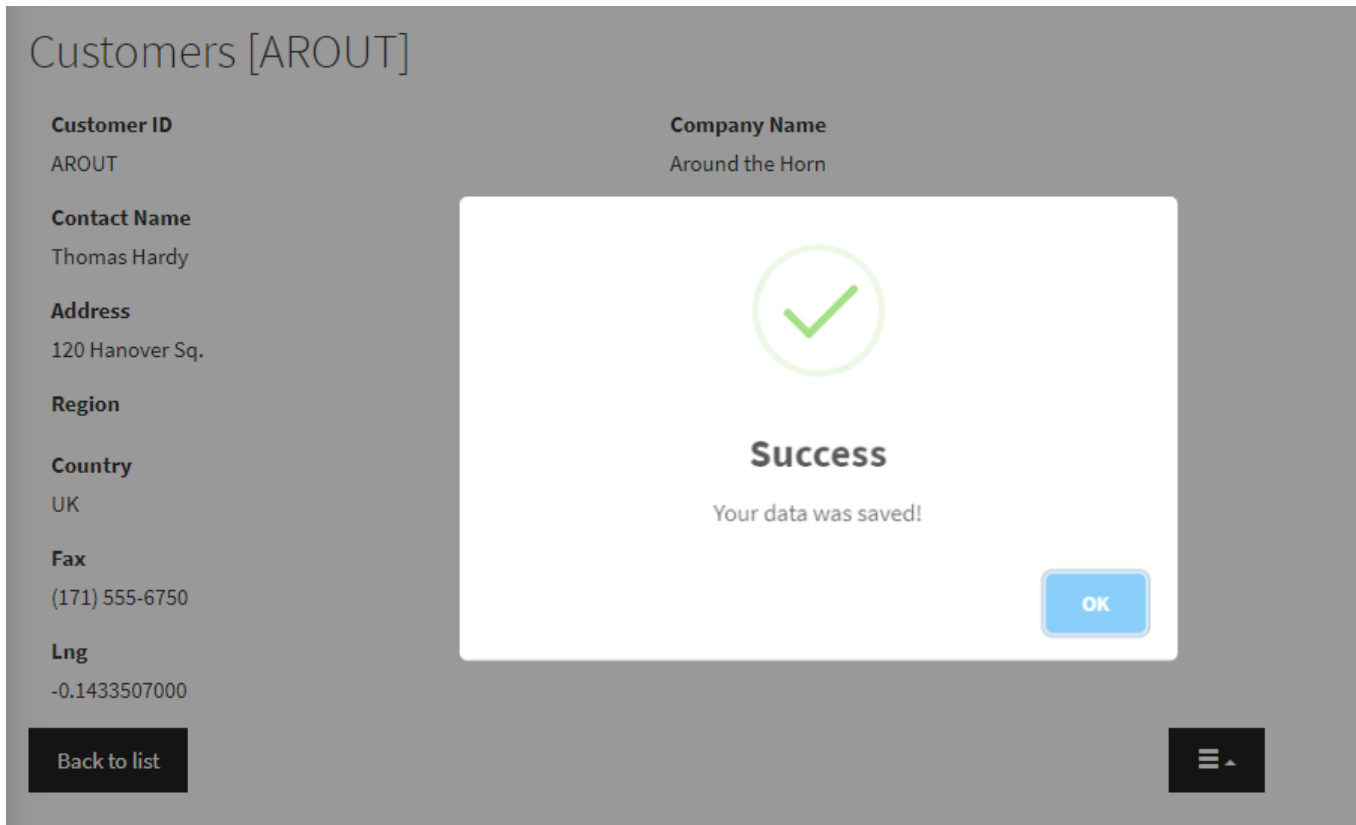 Customers [AROUT]
Customer ID
AROUT
Company Name
Around the Horn
Contact Name
Thomas Hardy
Address
120 Hanover Sq.
Region
Country
UK
Fax
(171) 555-6750
Lng
-0.1433507000
Success
Your data was saved!
OK
Back to list